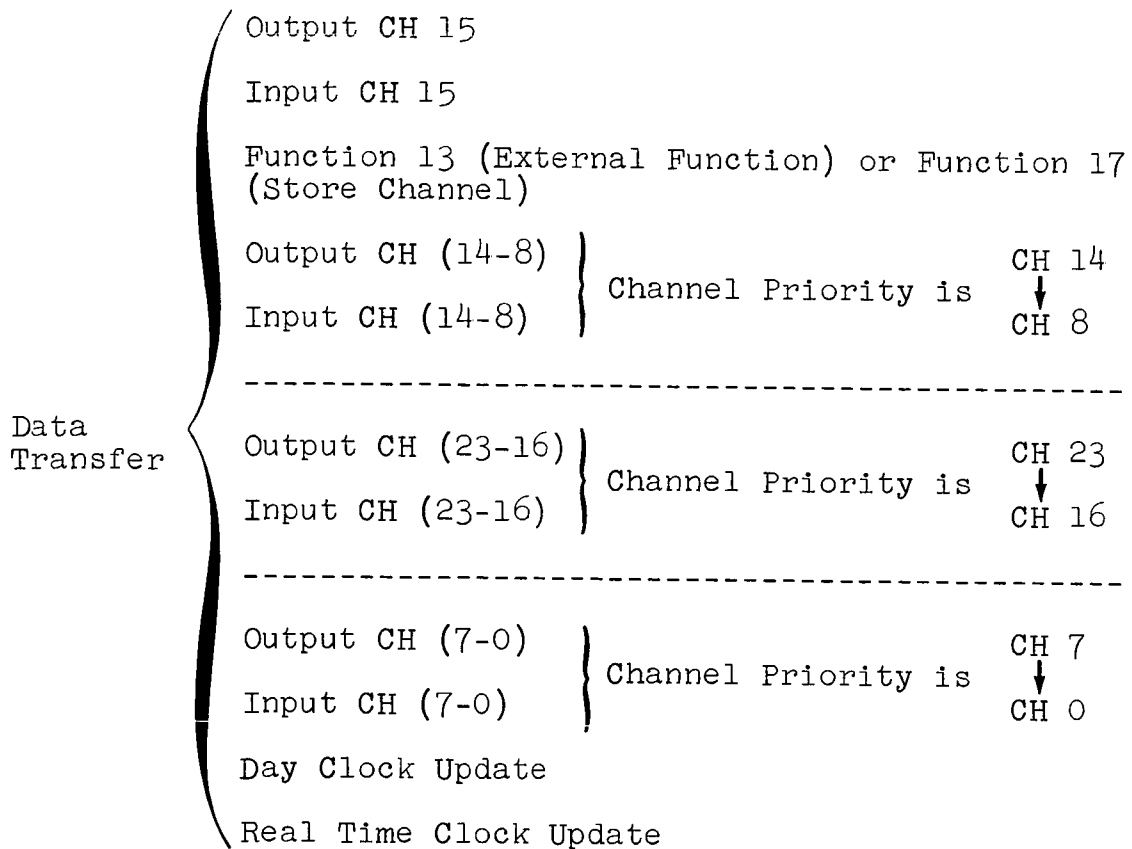 Output CH 15
Input CH 15
Function 13 (External Function) or Function 17
(Store Channel)
Output CH (14-8)
Input CH (14-8)
Channel Priority is
CH 14
CH 8
Data
Transfer
Output CH (23-16)
Input CH (23-16)
Channel Priority is
CH 23
CH 16
Output CH (7-0)
Input CH (7-0)
Channel Priority is
CH 7
CH 0
Day Clock Update
Real Time Clock Update